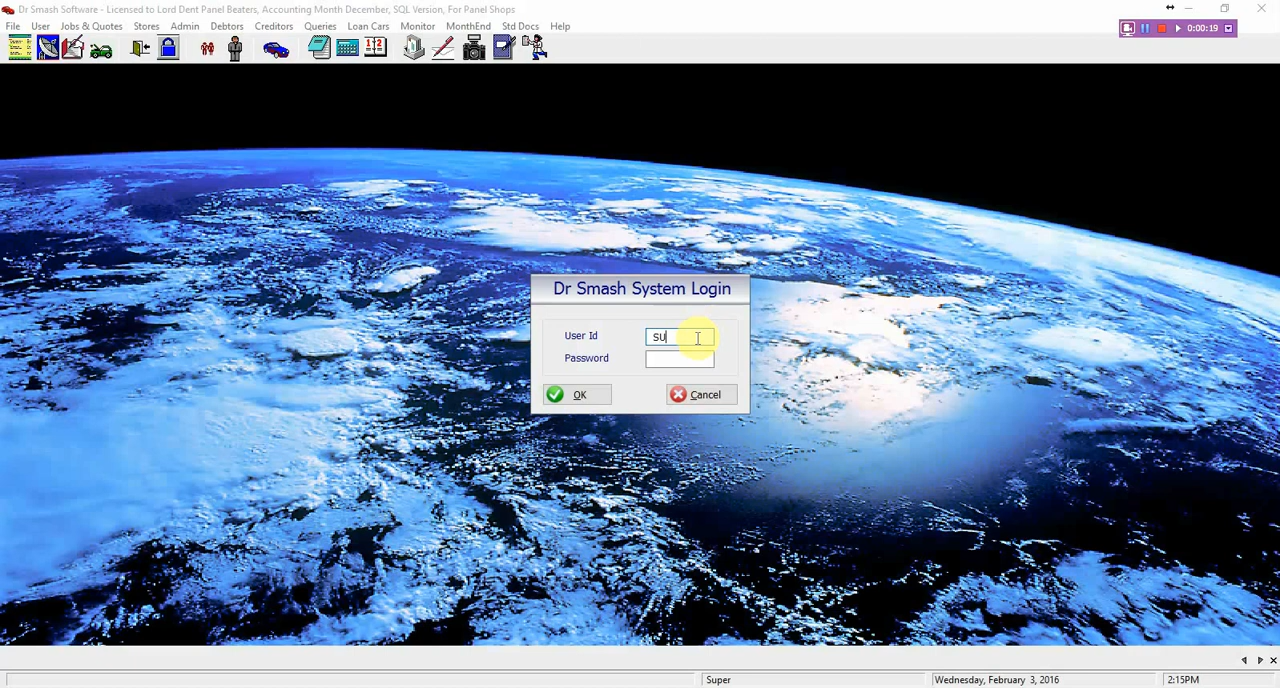 Dr Smash Software - Licensed to Lord Dent Panel Beaters, Accounting Month December, SQL Version, For Panel Shops
File User Jobs & Quotes Stores Admin Debtors Creditors Queries Loan Cars Monitor MonthEnd Std Docs Help
0:00:19
Dr Smash System Login
User Id SU
Password
OK Cancel
Super Wednesday, February 3, 2016 2:15PM